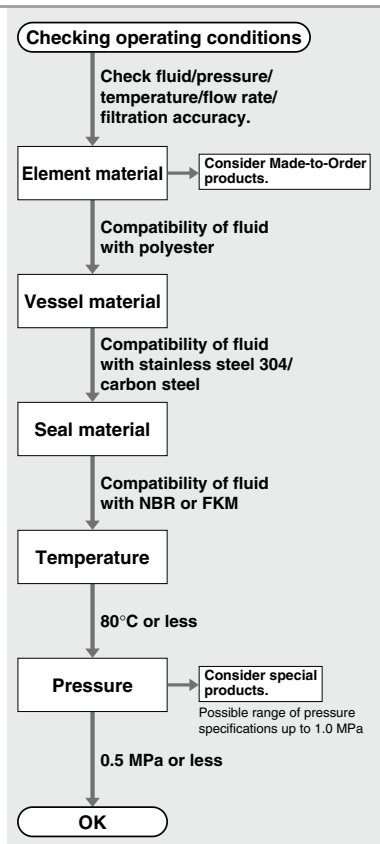 Checking operating conditions
Check fluid/pressure/
temperature/flow rate/
filtration accuracy.
Element material
Consider Made-to-Order
products.
Compatibility of fluid
with polyester
Vessel material
Compatibility of fluid
with stainless steel 304/
carbon steel
Seal material
Compatibility of fluid
with NBR or FKM
Temperature
80°C or less
Pressure
Consider special
products.
Possible range of pressure
specifications up to 1.0 MPa
0.5 MPa or less
OK